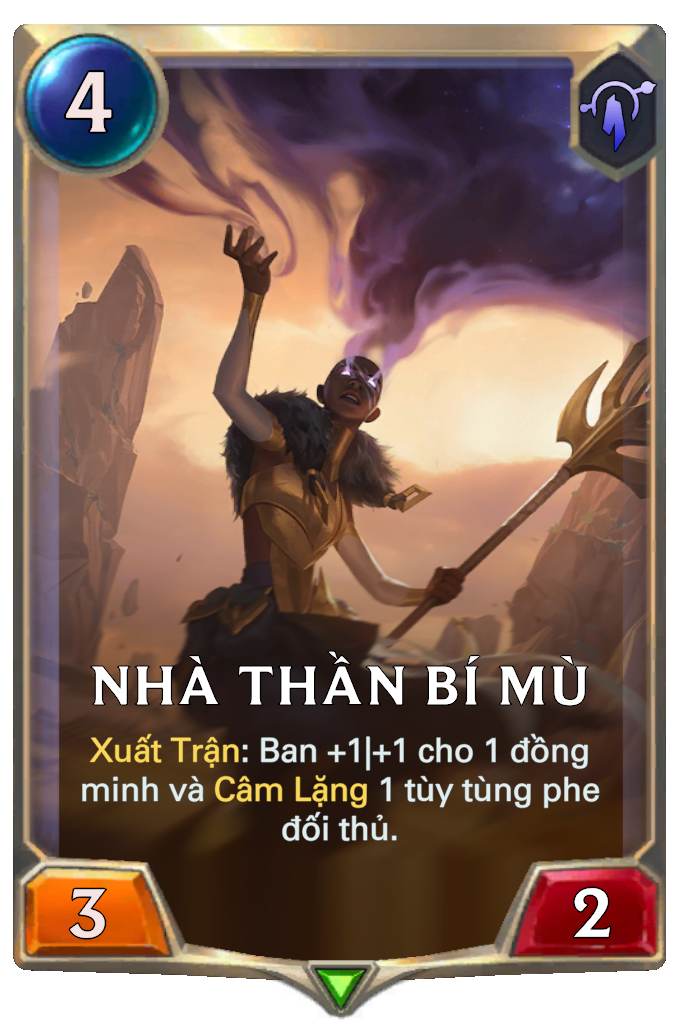 4
NHÀ THẦN BÍ MÙ
Xuất Trận: Ban +1|+1 cho 1 đồng
minh và Câm Lặng 1 tùy tùng phe
đối thủ.
3
2